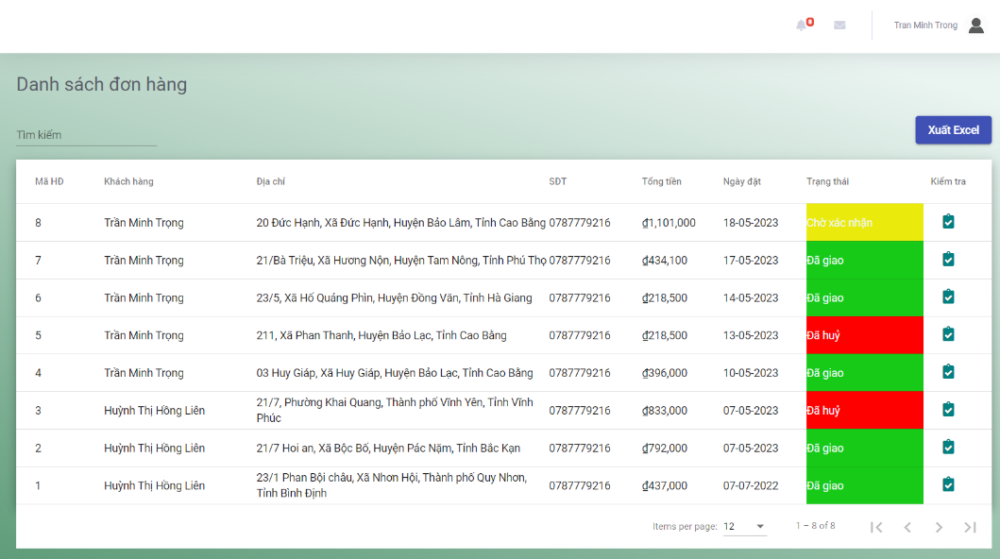 0
Tran Minh Trong
Danh sách đơn hàng
Tìm kiếm
Xuất Excel
Mã HĐ Khách hàng Địa chỉ SĐT Tổng tiền Ngày đặt Trạng thái Kiểm tra
8 Trần Minh Trọng 20 Đức Hạnh, Xã Đức Hạnh, Huyện Bảo Lâm, Tỉnh Cao Bằng 0787779216 ₫1,101,000 18-05-2023 Chờ xác nhận
7 Trần Minh Trọng 21/Bà Triệu, Xã Hương Nộn, Huyện Tam Nông, Tỉnh Phú Thọ 0787779216 ₫434,100 17-05-2023 Đã giao
6 Trần Minh Trọng 23/5, Xã Hố Quáng Phìn, Huyện Đồng Văn, Tỉnh Hà Giang 0787779216 ₫218,500 14-05-2023 Đã giao
5 Trần Minh Trọng 211, Xã Phan Thanh, Huyện Bảo Lạc, Tỉnh Cao Bằng 0787779216 ₫218,500 13-05-2023 Đã huỷ
4 Trần Minh Trọng 03 Huy Giáp, Xã Huy Giáp, Huyện Bảo Lạc, Tỉnh Cao Bằng 0787779216 ₫396,000 10-05-2023 Đã giao
3 Huỳnh Thị Hồng Liên 21/7, Phường Khai Quang, Thành phố Vĩnh Yên, Tỉnh Vĩnh 0787779216 ₫833,000 07-05-2023 Đã huỷ
Phúc
2 Huỳnh Thị Hồng Liên 21/7 Hoi an, Xã Bộc Bố, Huyện Pác Nặm, Tỉnh Bắc Kạn 0787779216 ₫792,000 07-05-2023 Đã giao
1 Huỳnh Thị Hồng Liên 23/1 Phan Bội châu, Xã Nhơn Hội, Thành phố Quy Nhơn, 0787779216 ₫437,000 07-07-2022 Đã giao
Tỉnh Bình Định
Items per page: 12 1 – 8 of 8